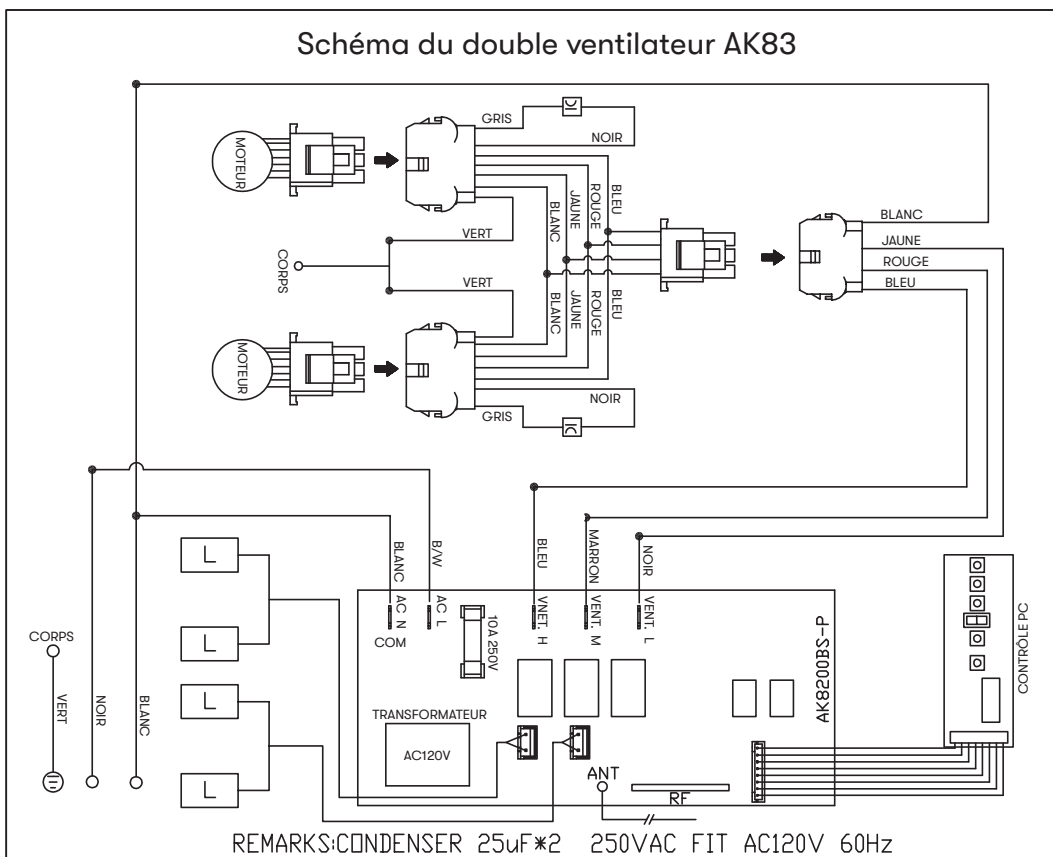 Schéma du double ventilateur AK83
GRIS
NOIR
MOTEUR
BLANC
JAUNE
ROUGE
BLEU
VERT
CORPS
VERT
BLANC
JAUNE
ROUGE
BLEU
BLANC
JAUNE
ROUGE
BLEU
MOTEUR
NOIR
GRIS
BLANC
B/W
BLEU
MARRON
NOIR
AC N
AC L
COM
10A 250V
VNET. H
VENT. M
VENT. L
AK8200BS-P
CONTRÔLE PC
L
L
L
L
CORPS
VERT
NOIR
BLANC
TRANSFORMATEUR
AC120V
ANT
RF
REMARKS:CONDENSER 25uF*2 250VAC FIT AC120V 60Hz